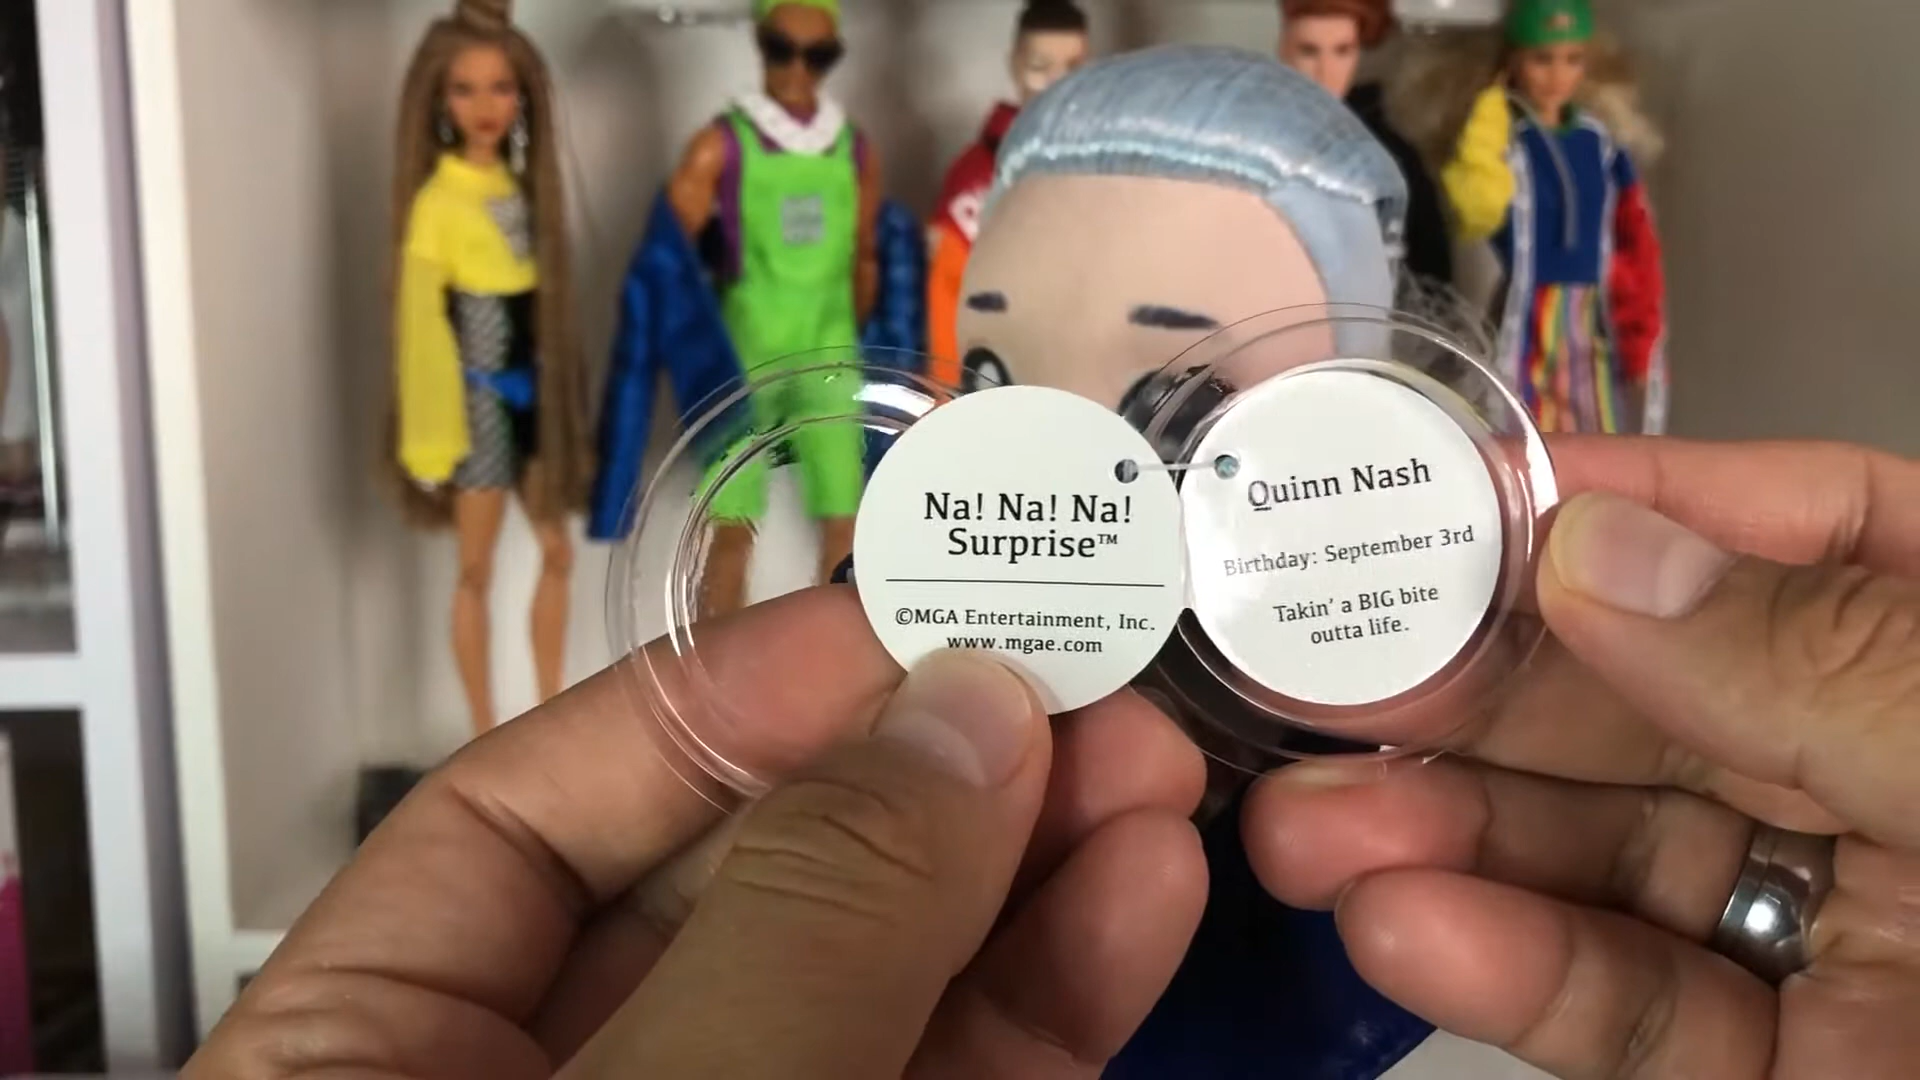 Na! Na! Na!
Surprise™
©MGA Entertainment, Inc.
www.mgae.com
Quinn Nash
Birthday: September 3rd
Takin' a BIG bite
outta life.